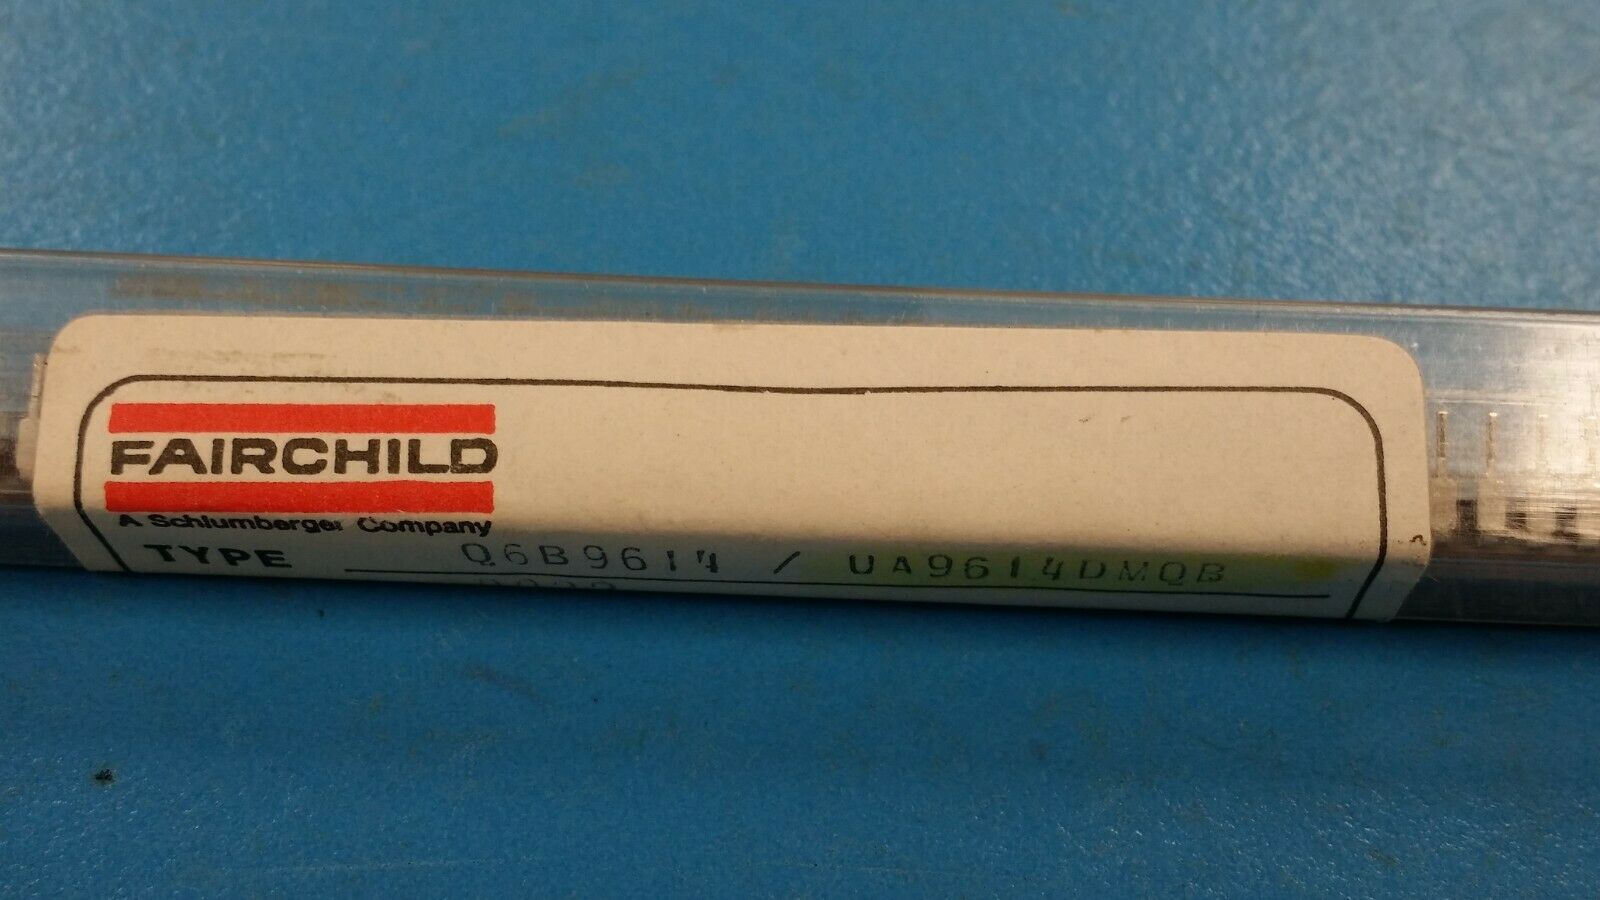 FAIRCHILD
A Schlumberger Company
TYPE Q6B9614 / UA9614DMQB